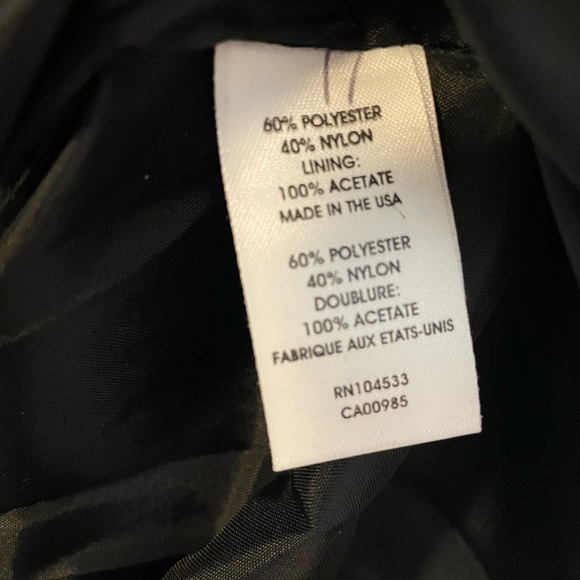 60% POLYESTER
40% NYLON
LINING:
100% ACETATE
MADE IN THE USA
60% POLYESTER
40% NYLON
DOUBLURE:
100% ACETATE
FABRIQUE AUX ETATS-UNIS
RN104533
CA00985